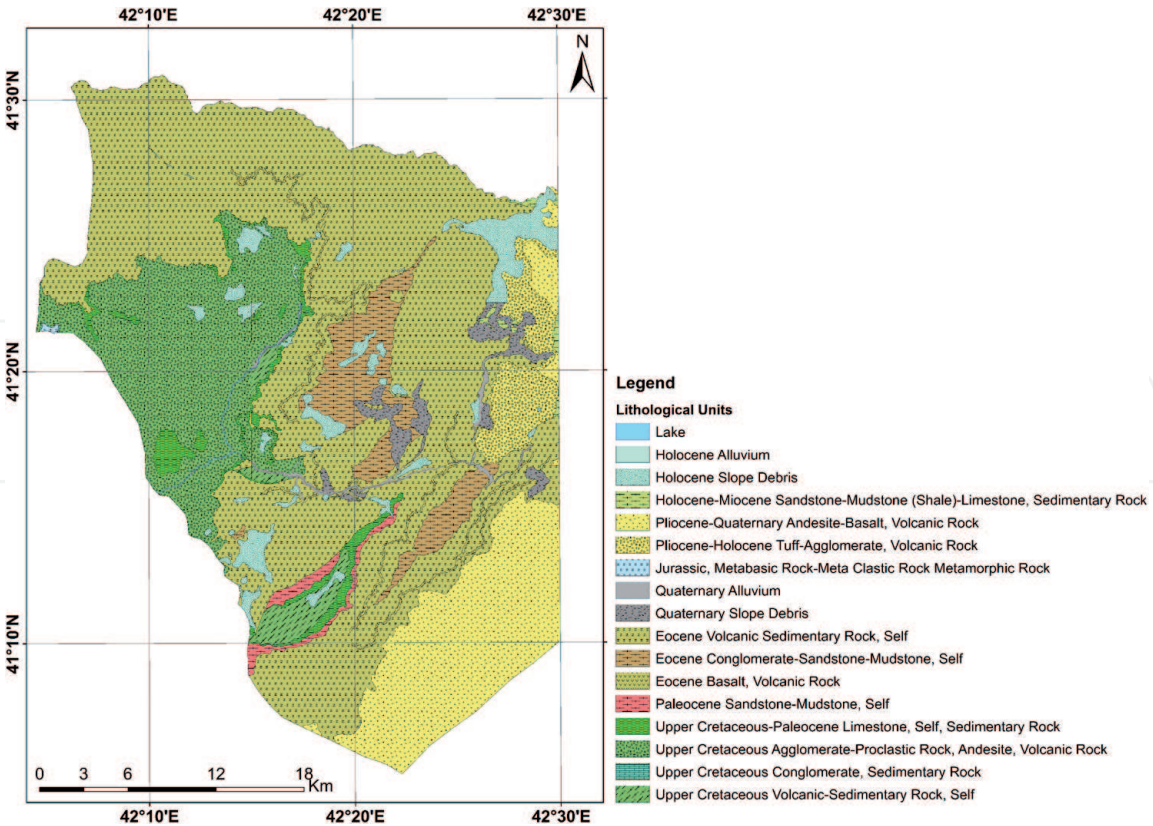 42°10'E 42°20'E 42°30'E
N
41°30'N
41°20'N
41°10'N
0 3 6 12 18
Km
42°10'E 42°20'E 42°30'E
Legend
Lithological Units
Lake
Holocene Alluvium
Holocene Slope Debris
Holocene-Miocene Sandstone-Mudstone (Shale)-Limestone, Sedimentary Rock
Pliocene-Quaternary Andesite-Basalt, Volcanic Rock
Pliocene-Holocene Tuff-Agglomerate, Volcanic Rock
Jurassic, Metabasic Rock-Meta Clastic Rock Metamorphic Rock
Quaternary Alluvium
Quaternary Slope Debris
Eocene Volcanic Sedimentary Rock, Self
Eocene Conglomerate-Sandstone-Mudstone, Self
Eocene Basalt, Volcanic Rock
Paleocene Sandstone-Mudstone, Self
Upper Cretaceous-Paleocene Limestone, Self, Sedimentary Rock
Upper Cretaceous Agglomerate-Proclastic Rock, Andesite, Volcanic Rock
Upper Cretaceous Conglomerate, Sedimentary Rock
Upper Cretaceous Volcanic-Sedimentary Rock, Self